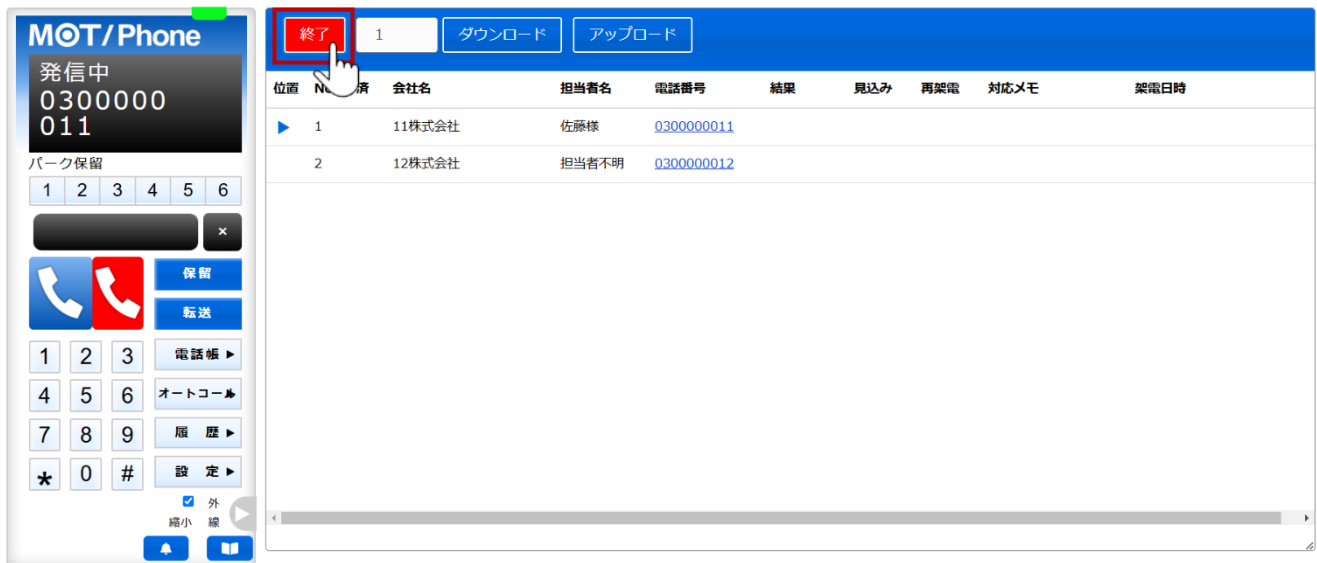 MOT/Phone
発信中
0300000
011
パーク保留
1 2 3 4 5 6
×
保留
転送
1 2 3 電話帳
4 5 6 オートコール
7 8 9 履 歴
* 0 # 設 定
外
縮小 線
終了 1 ダウンロード アップロード
位置 済 会社名 担当者名 電話番号 結果 見込み 再架電 対応メモ 架電日時
1 11株式会社 佐藤様 0300000011
2 12株式会社 担当者不明 0300000012